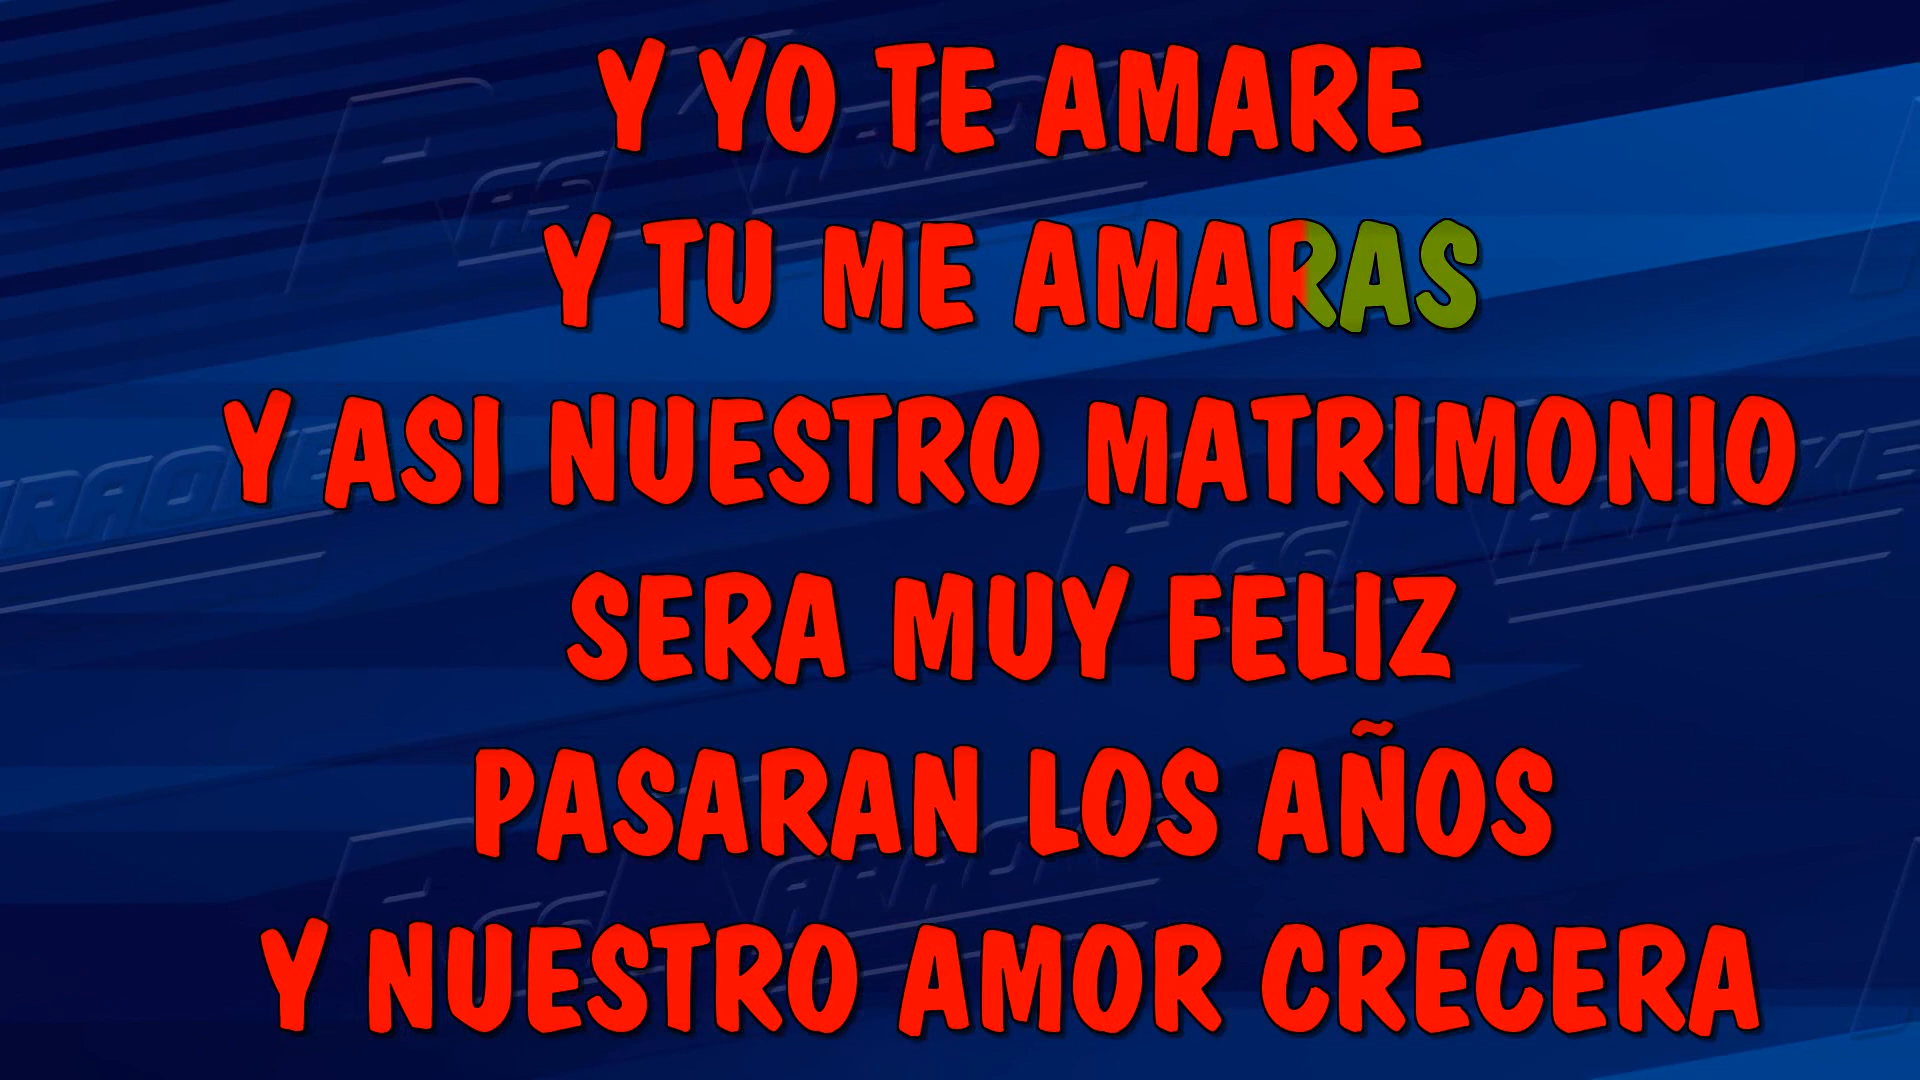 Y YO TE AMARE
Y TU ME AMARAS
Y ASI NUESTRO MATRIMONIO
SERA MUY FELIZ
PASARAN LOS AÑOS
Y NUESTRO AMOR CRECERA